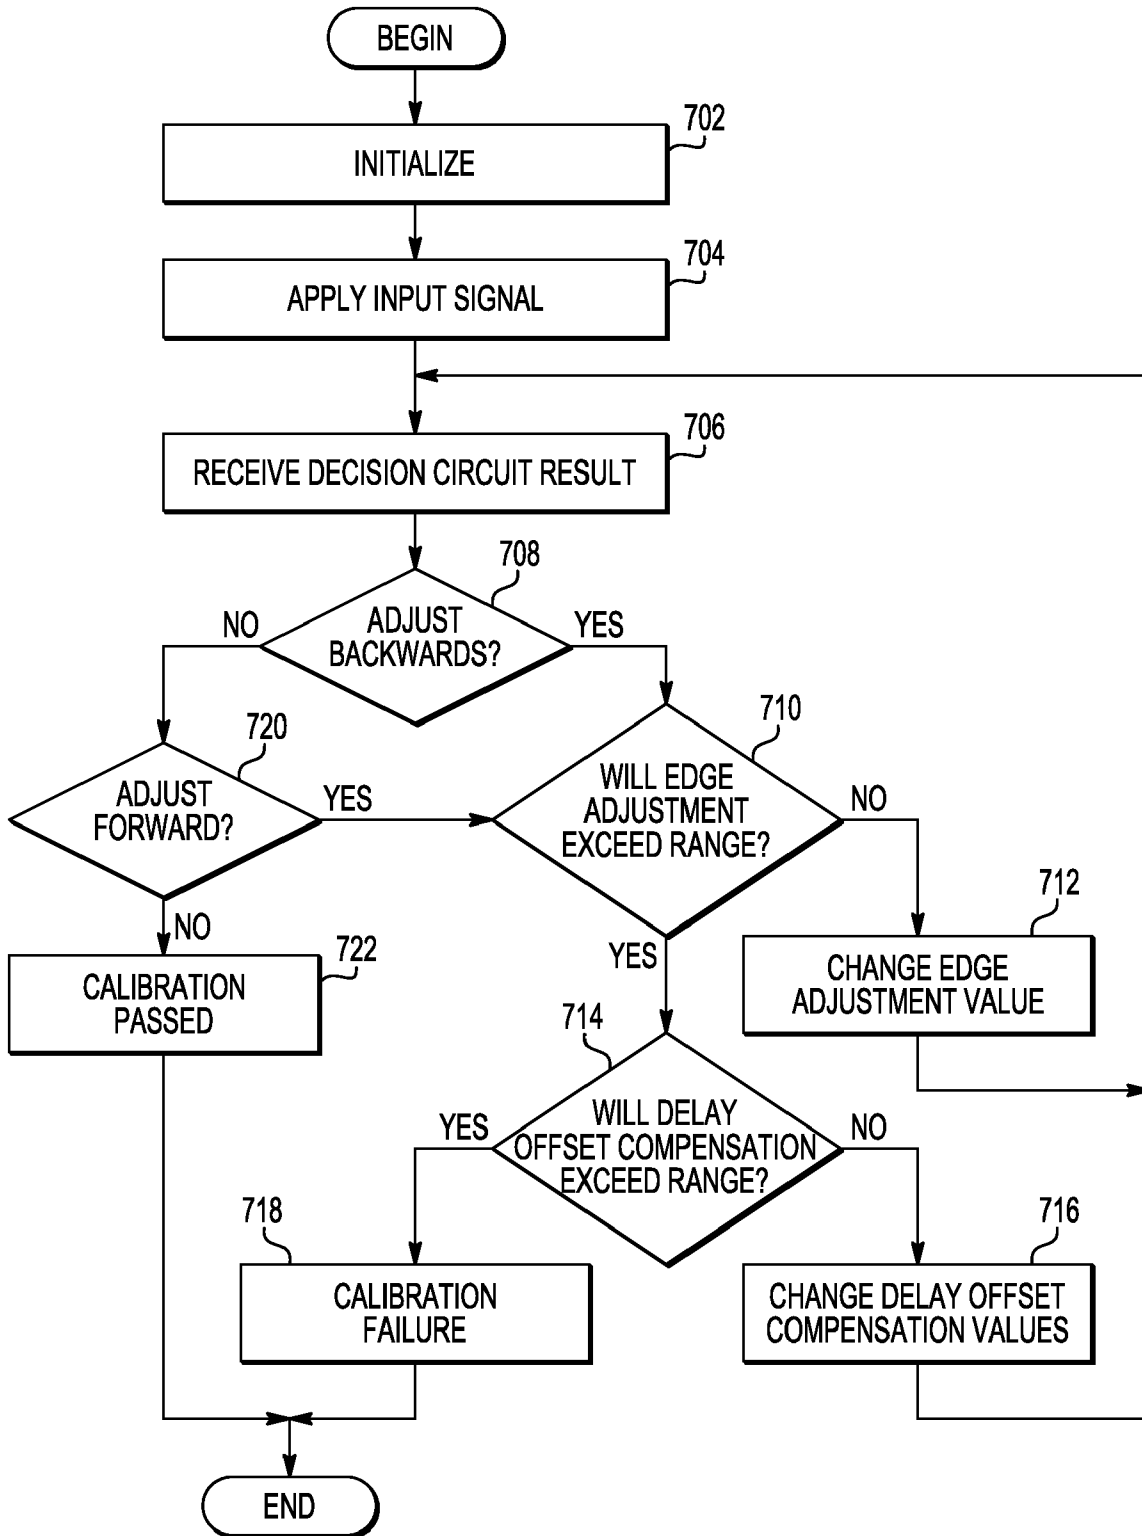 BEGIN
702
INITIALIZE
704
APPLY INPUT SIGNAL
706
RECEIVE DECISION CIRCUIT RESULT
708
ADJUST
BACKWARDS?
NO
YES
720
ADJUST
FORWARD?
YES
NO
710
WILL EDGE
ADJUSTMENT
EXCEED RANGE?
NO
YES
722
CALIBRATION
PASSED
712
CHANGE EDGE
ADJUSTMENT VALUE
714
WILL DELAY
OFFSET COMPENSATION
EXCEED RANGE?
YES
NO
718
CALIBRATION
FAILURE
716
CHANGE DELAY OFFSET
COMPENSATION VALUES
END